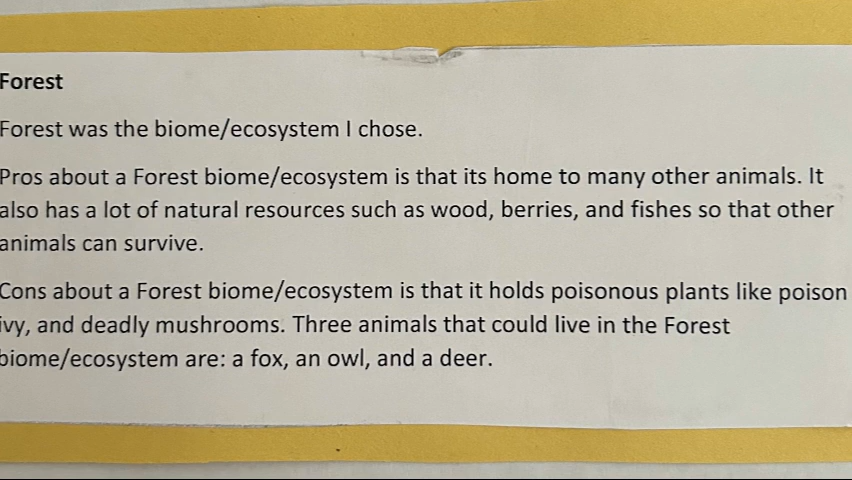 Forest
Forest was the biome/ecosystem I chose.
Pros about a Forest biome/ecosystem is that its home to many other animals. It
also has a lot of natural resources such as wood, berries, and fishes so that other
animals can survive.
Cons about a Forest biome/ecosystem is that it holds poisonous plants like poison
ivy, and deadly mushrooms. Three animals that could live in the Forest
biome/ecosystem are: a fox, an owl, and a deer.